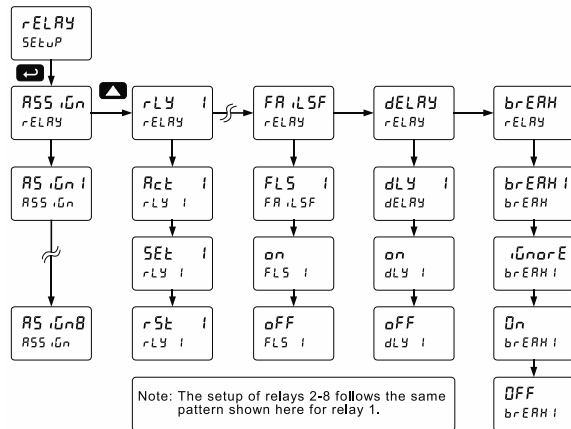 rELAY
SEtuP
ASSiGn
rELAY
rLY 1
rELAY
FAiLSF
rELAY
dELAY
rELAY
brEAK
rELAY
ASiGn1
ASSiGn
Act 1
rLY 1
FLS 1
FAiLSF
dLY 1
dELAY
brEAK1
brEAK
SEt 1
rLY 1
on
FLS 1
on
dLY 1
iGnorE
brEAK1
ASiGn8
ASSiGn
rSt 1
rLY 1
oFF
FLS 1
oFF
dLY 1
On
brEAK1
OFF
brEAK1
Note: The setup of relays 2-8 follows the same
pattern shown here for relay 1.